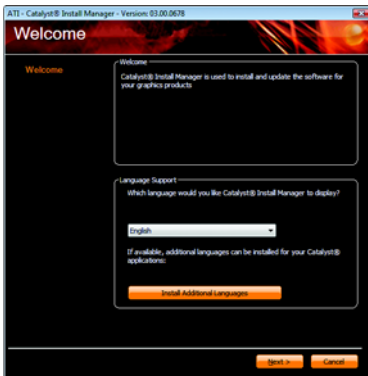 ATI - Catalyst® Install Manager - Version: 03.00.0678
Welcome
Welcome
Welcome
Catalyst® Install Manager is used to install and update the software for
your graphics products
Language Support
Which language would you like Catalyst® Install Manager to display?
English
If available, additional languages can be installed for your Catalyst®
applications:
Install Additional Languages
Next >
Cancel